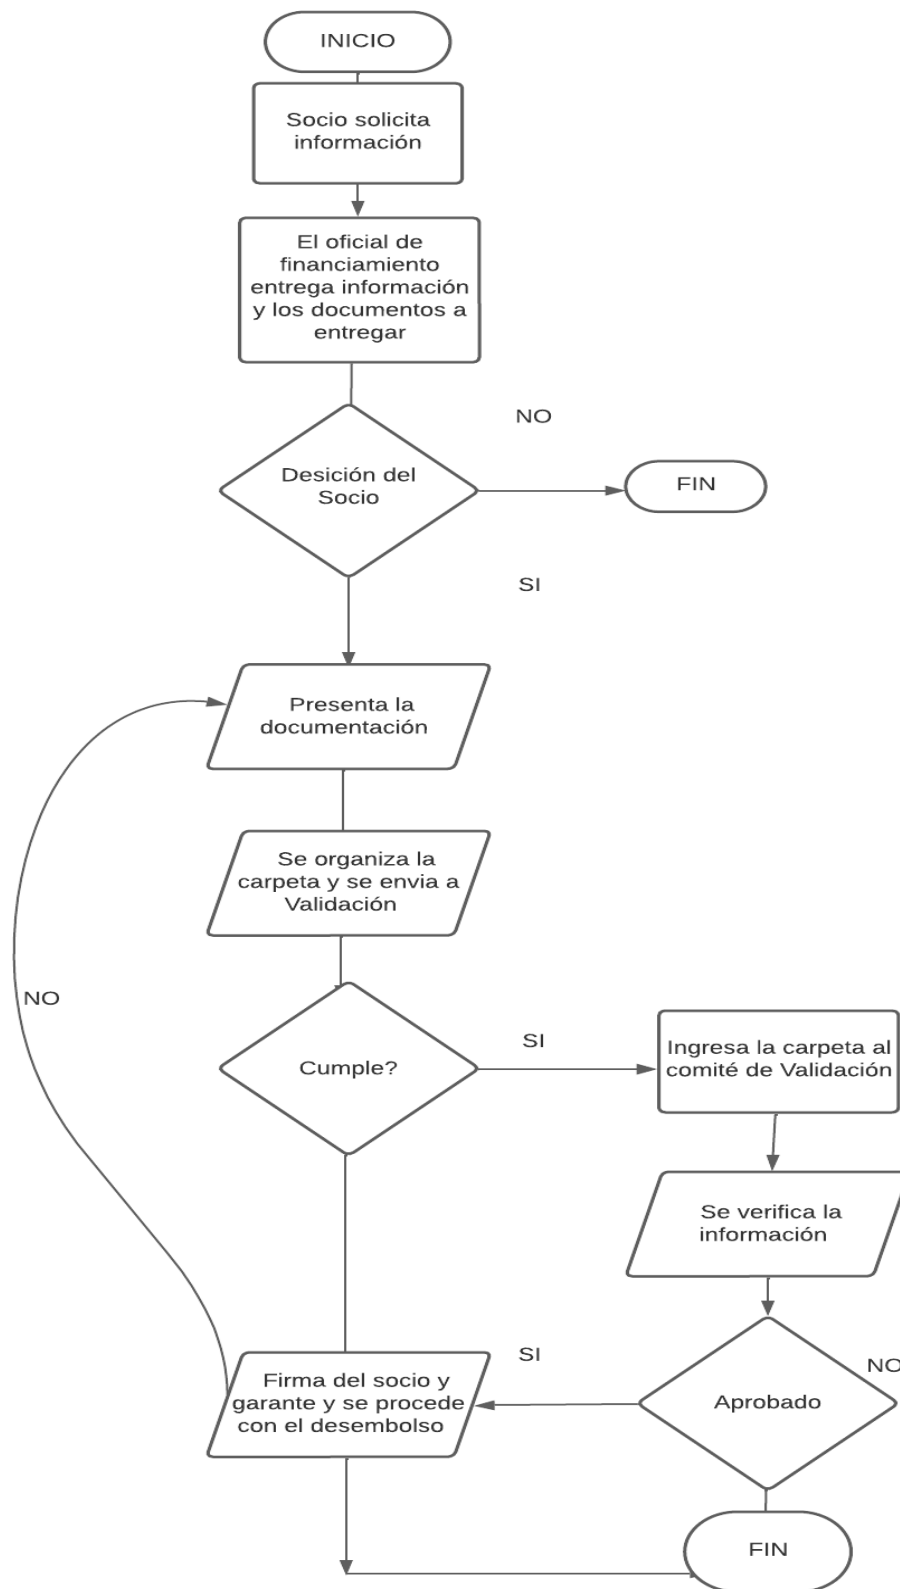 INICIO
Socio solicita
información
El oficial de
financiamiento
entrega información
y los documentos a
entregar
NO
Desición del
Socio
FIN
SI
Presenta la
documentación
Se organiza la
carpeta y se envia a
Validación
NO
Cumple?
SI
Ingresa la carpeta al
comité de Validación
Se verifica la
información
SI
NO
Firma del socio y
garante y se procede
con el desembolso
Aprobado
FIN